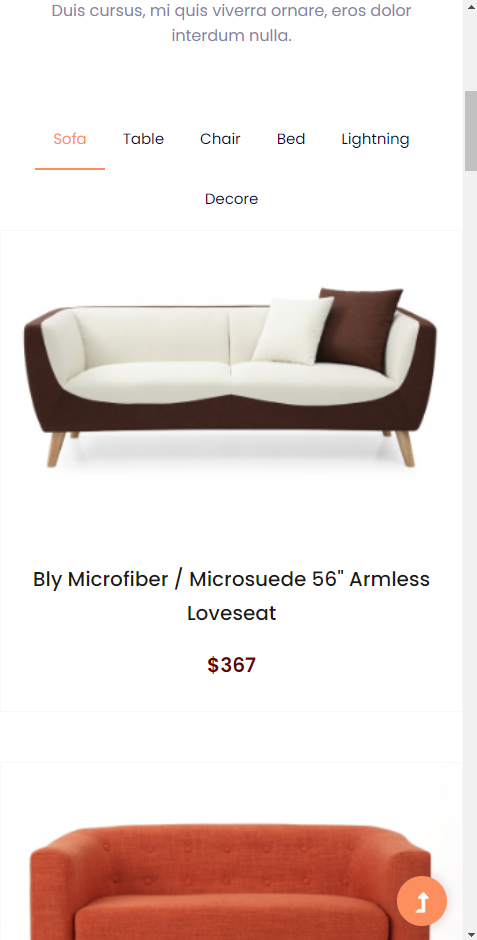 Duis cursus, mi quis viverra ornare, eros dolor
interdum nulla.
Sofa Table Chair Bed Lightning
Decore
Bly Microfiber / Microsuede 56" Armless
Loveseat
$367